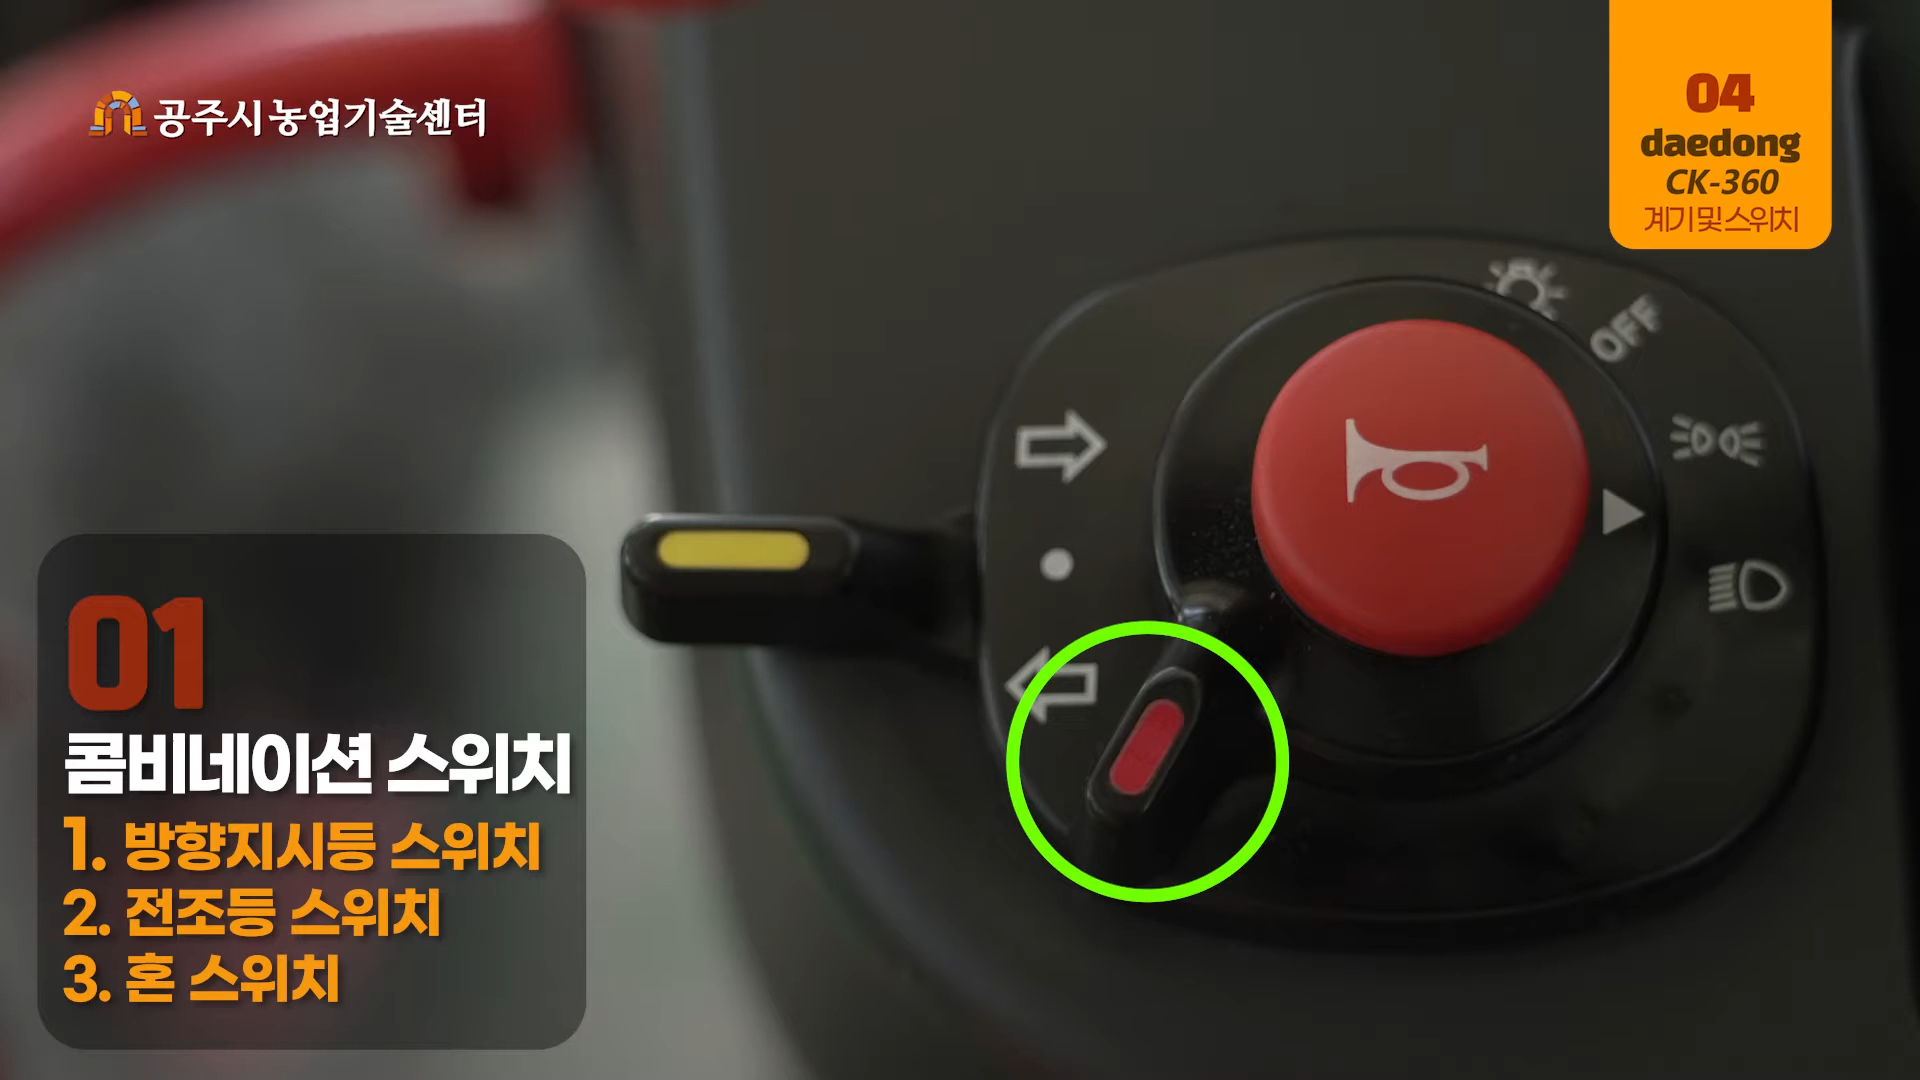 공주시농업기술센터
04
daedong
CK-360
계기 및 스위치
OFF
01
콤비네이션 스위치
1. 방향지시등 스위치
2. 전조등 스위치
3. 혼 스위치